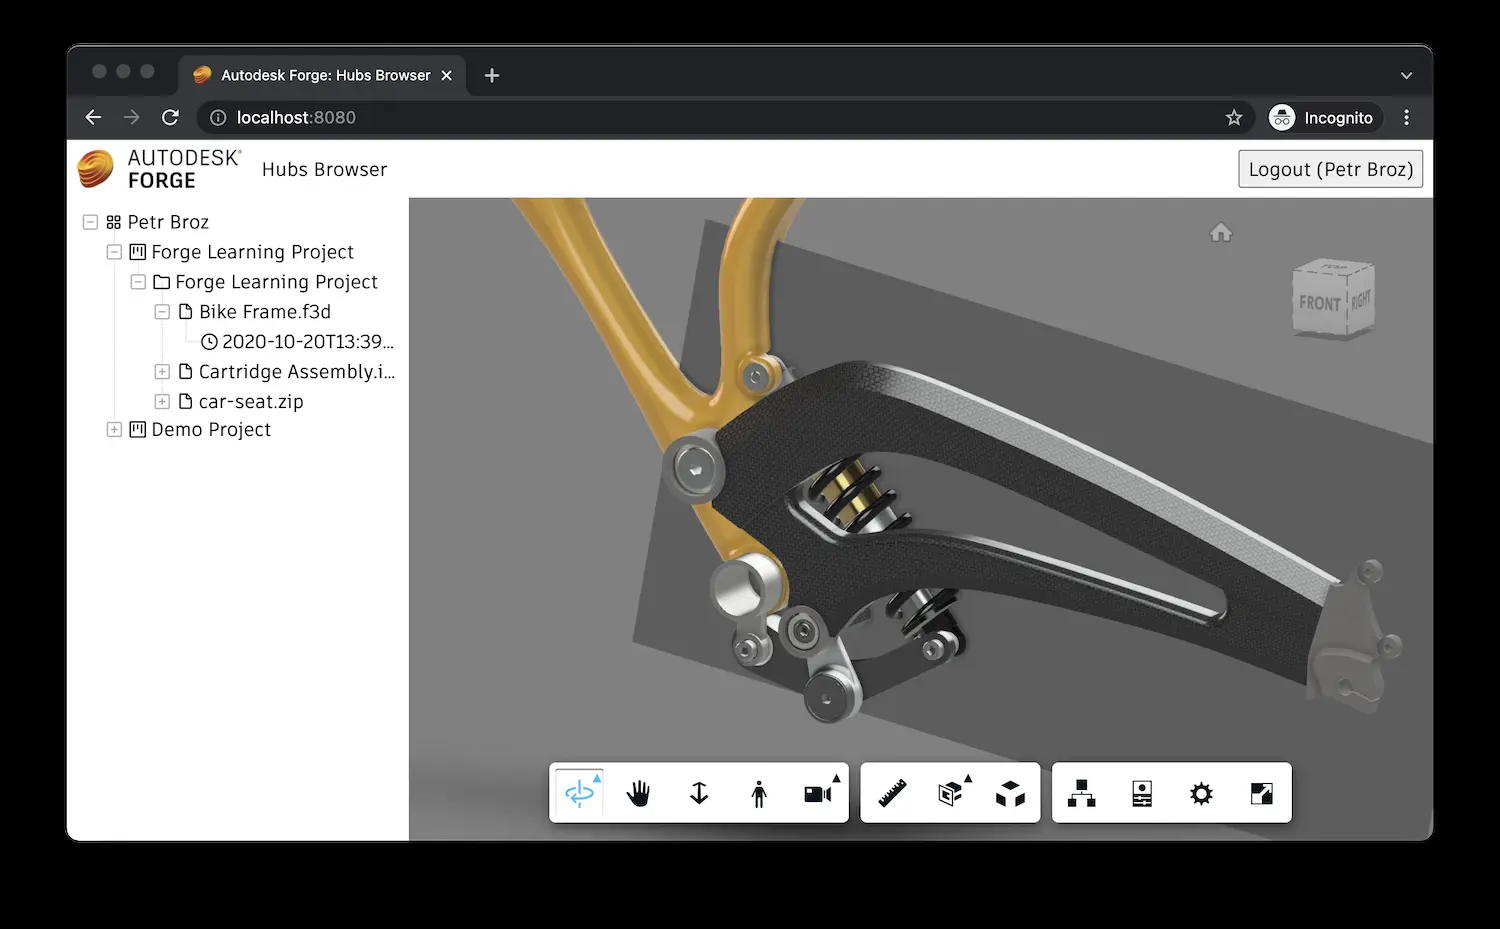 Autodesk Forge: Hubs Browser
localhost:8080
Incognito
AUTODESK®
FORGE
Hubs Browser
Logout (Petr Broz)
Petr Broz
Forge Learning Project
Forge Learning Project
Bike Frame.f3d
2020-10-20T13:39...
Cartridge Assembly.i...
car-seat.zip
Demo Project
TOP
FRONT
RIGHT